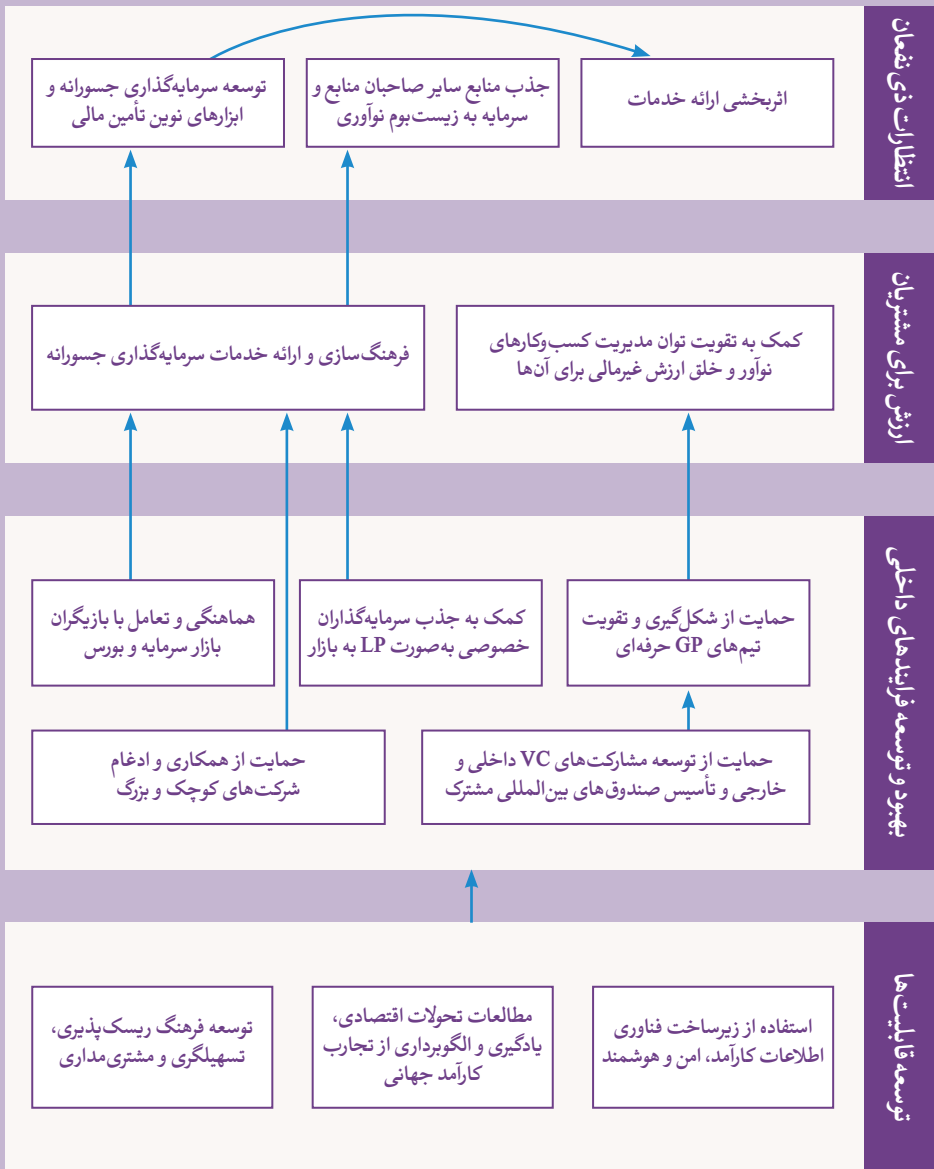 انتظارات ذی‌نفعان
اثربخشی ارائه خدمات
جذب منابع سایر صاحبان منابع و
سرمایه به زیست‌بوم نوآوری
توسعه سرمایه‌گذاری جسورانه و
ابزارهای نوین تأمین مالی
ارزش برای مشتریان
کمک به تقویت توان مدیریت کسب‌وکارهای
نوآور و خلق ارزش غیرمالی برای آن‌ها
فرهنگ‌سازی و ارائه خدمات سرمایه‌گذاری جسورانه
بهبود و توسعه فرایندهای داخلی
حمایت از شکل‌گیری و تقویت
تیم‌های GP حرفه‌ای
کمک به جذب سرمایه‌گذاران
خصوصی به‌صورت LP به بازار
هماهنگی و تعامل با بازیگران
بازار سرمایه و بورس
حمایت از توسعه مشارکت‌های VC داخلی و
خارجی و تأسیس صندوق‌های بین‌المللی مشترک
حمایت از همکاری و ادغام
شرکت‌های کوچک و بزرگ
توسعه قابلیت‌ها
استفاده از زیرساخت فناوری
اطلاعات کارآمد، امن و هوشمند
مطالعات تحولات اقتصادی،
یادگیری و الگوبرداری از تجارب
کارآمد جهانی
توسعه فرهنگ ریسک‌پذیری،
تسهیلگری و مشتری‌مداری